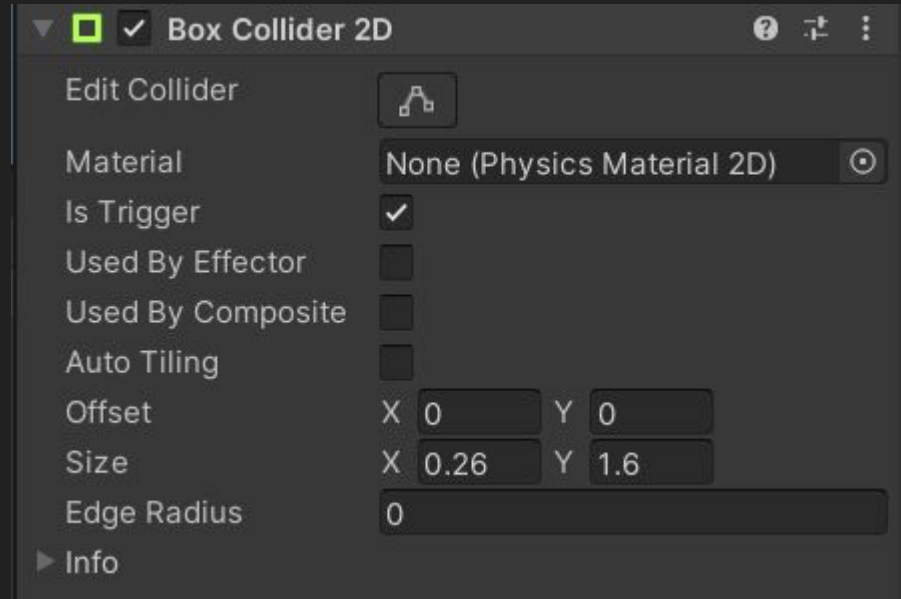 Box Collider 2D
Edit Collider
Material None (Physics Material 2D)
Is Trigger
Used By Effector
Used By Composite
Auto Tiling
Offset X 0 Y 0
Size X 0.26 Y 1.6
Edge Radius 0
Info